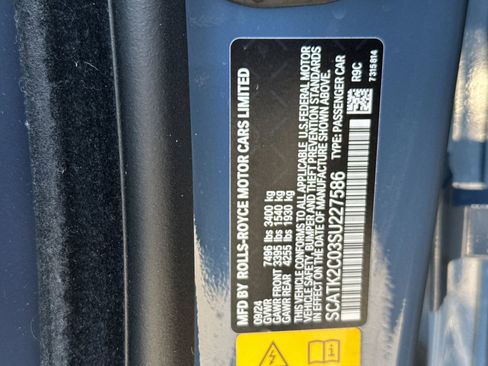 MFD BY ROLLS-ROYCE MOTOR CARS LIMITED
09/24
GVWR 7496 lbs 3400 kg
GAWR FRONT 3395 lbs 1540 kg
GAWR REAR 4255 lbs 1930 kg
THIS VEHICLE CONFORMS TO ALL APPLICABLE U.S. FEDERAL MOTOR
VEHICLE SAFETY, BUMPER AND THEFT PREVENTION STANDARDS
IN EFFECT ON THE DATE OF MANUFACTURE SHOWN ABOVE.
SCATK2C03SU227586 TYPE: PASSENGER CAR
R9C
7315814